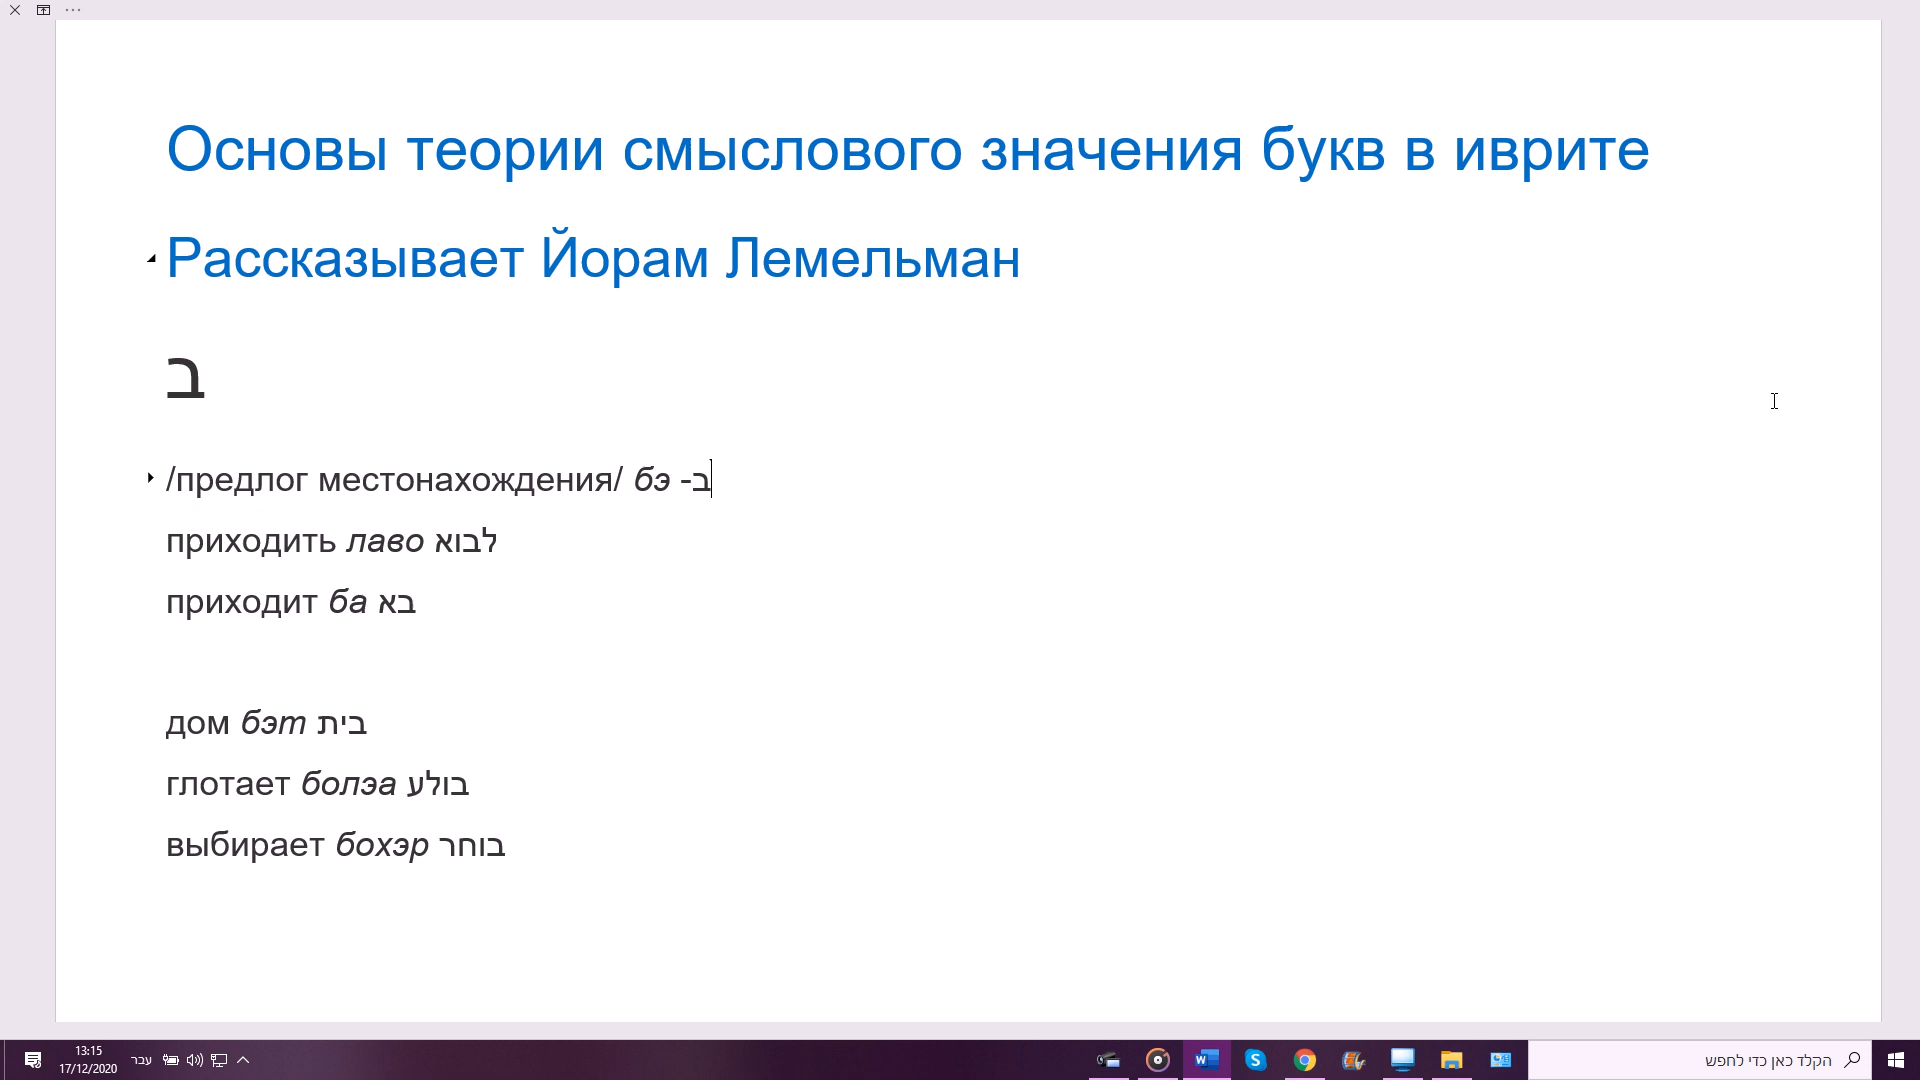 Основы теории смыслового значения букв в иврите
Рассказывает Йорам Лемельман
ב
/предлог местонахождения/ бэ -ב
приходить лаво לבוא
приходит ба בא
дом бэт בית
глотает болэа בולע
выбирает бохэр בוחר
13:15
17/12/2020
עבר
הקלד כאן כדי לחפש